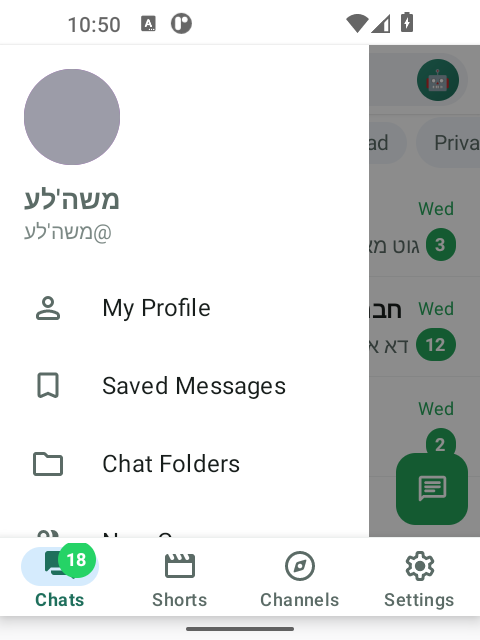 10:50
משה'לע
@משה'לע
My Profile
Saved Messages
Chat Folders
ad
Priva
Wed
גוט
3
Wed
12
דא
Wed
2
18
Chats
Shorts
Channels
Settings